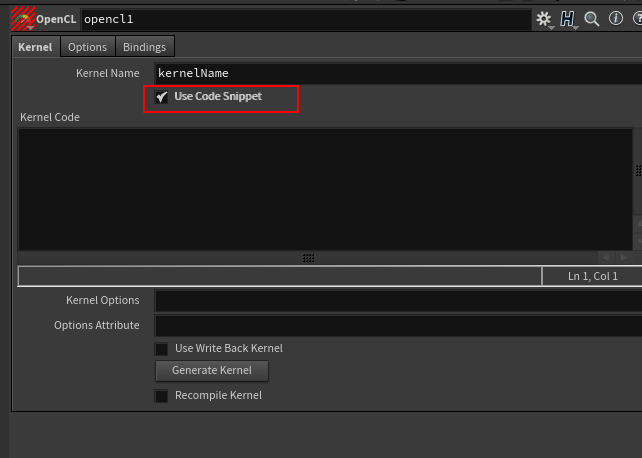 OpenCL opencl1
Kernel Options Bindings
Kernel Name kernelName
Use Code Snippet
Kernel Code
Ln 1, Col 1
Kernel Options
Options Attribute
Use Write Back Kernel
Generate Kernel
Recompile Kernel